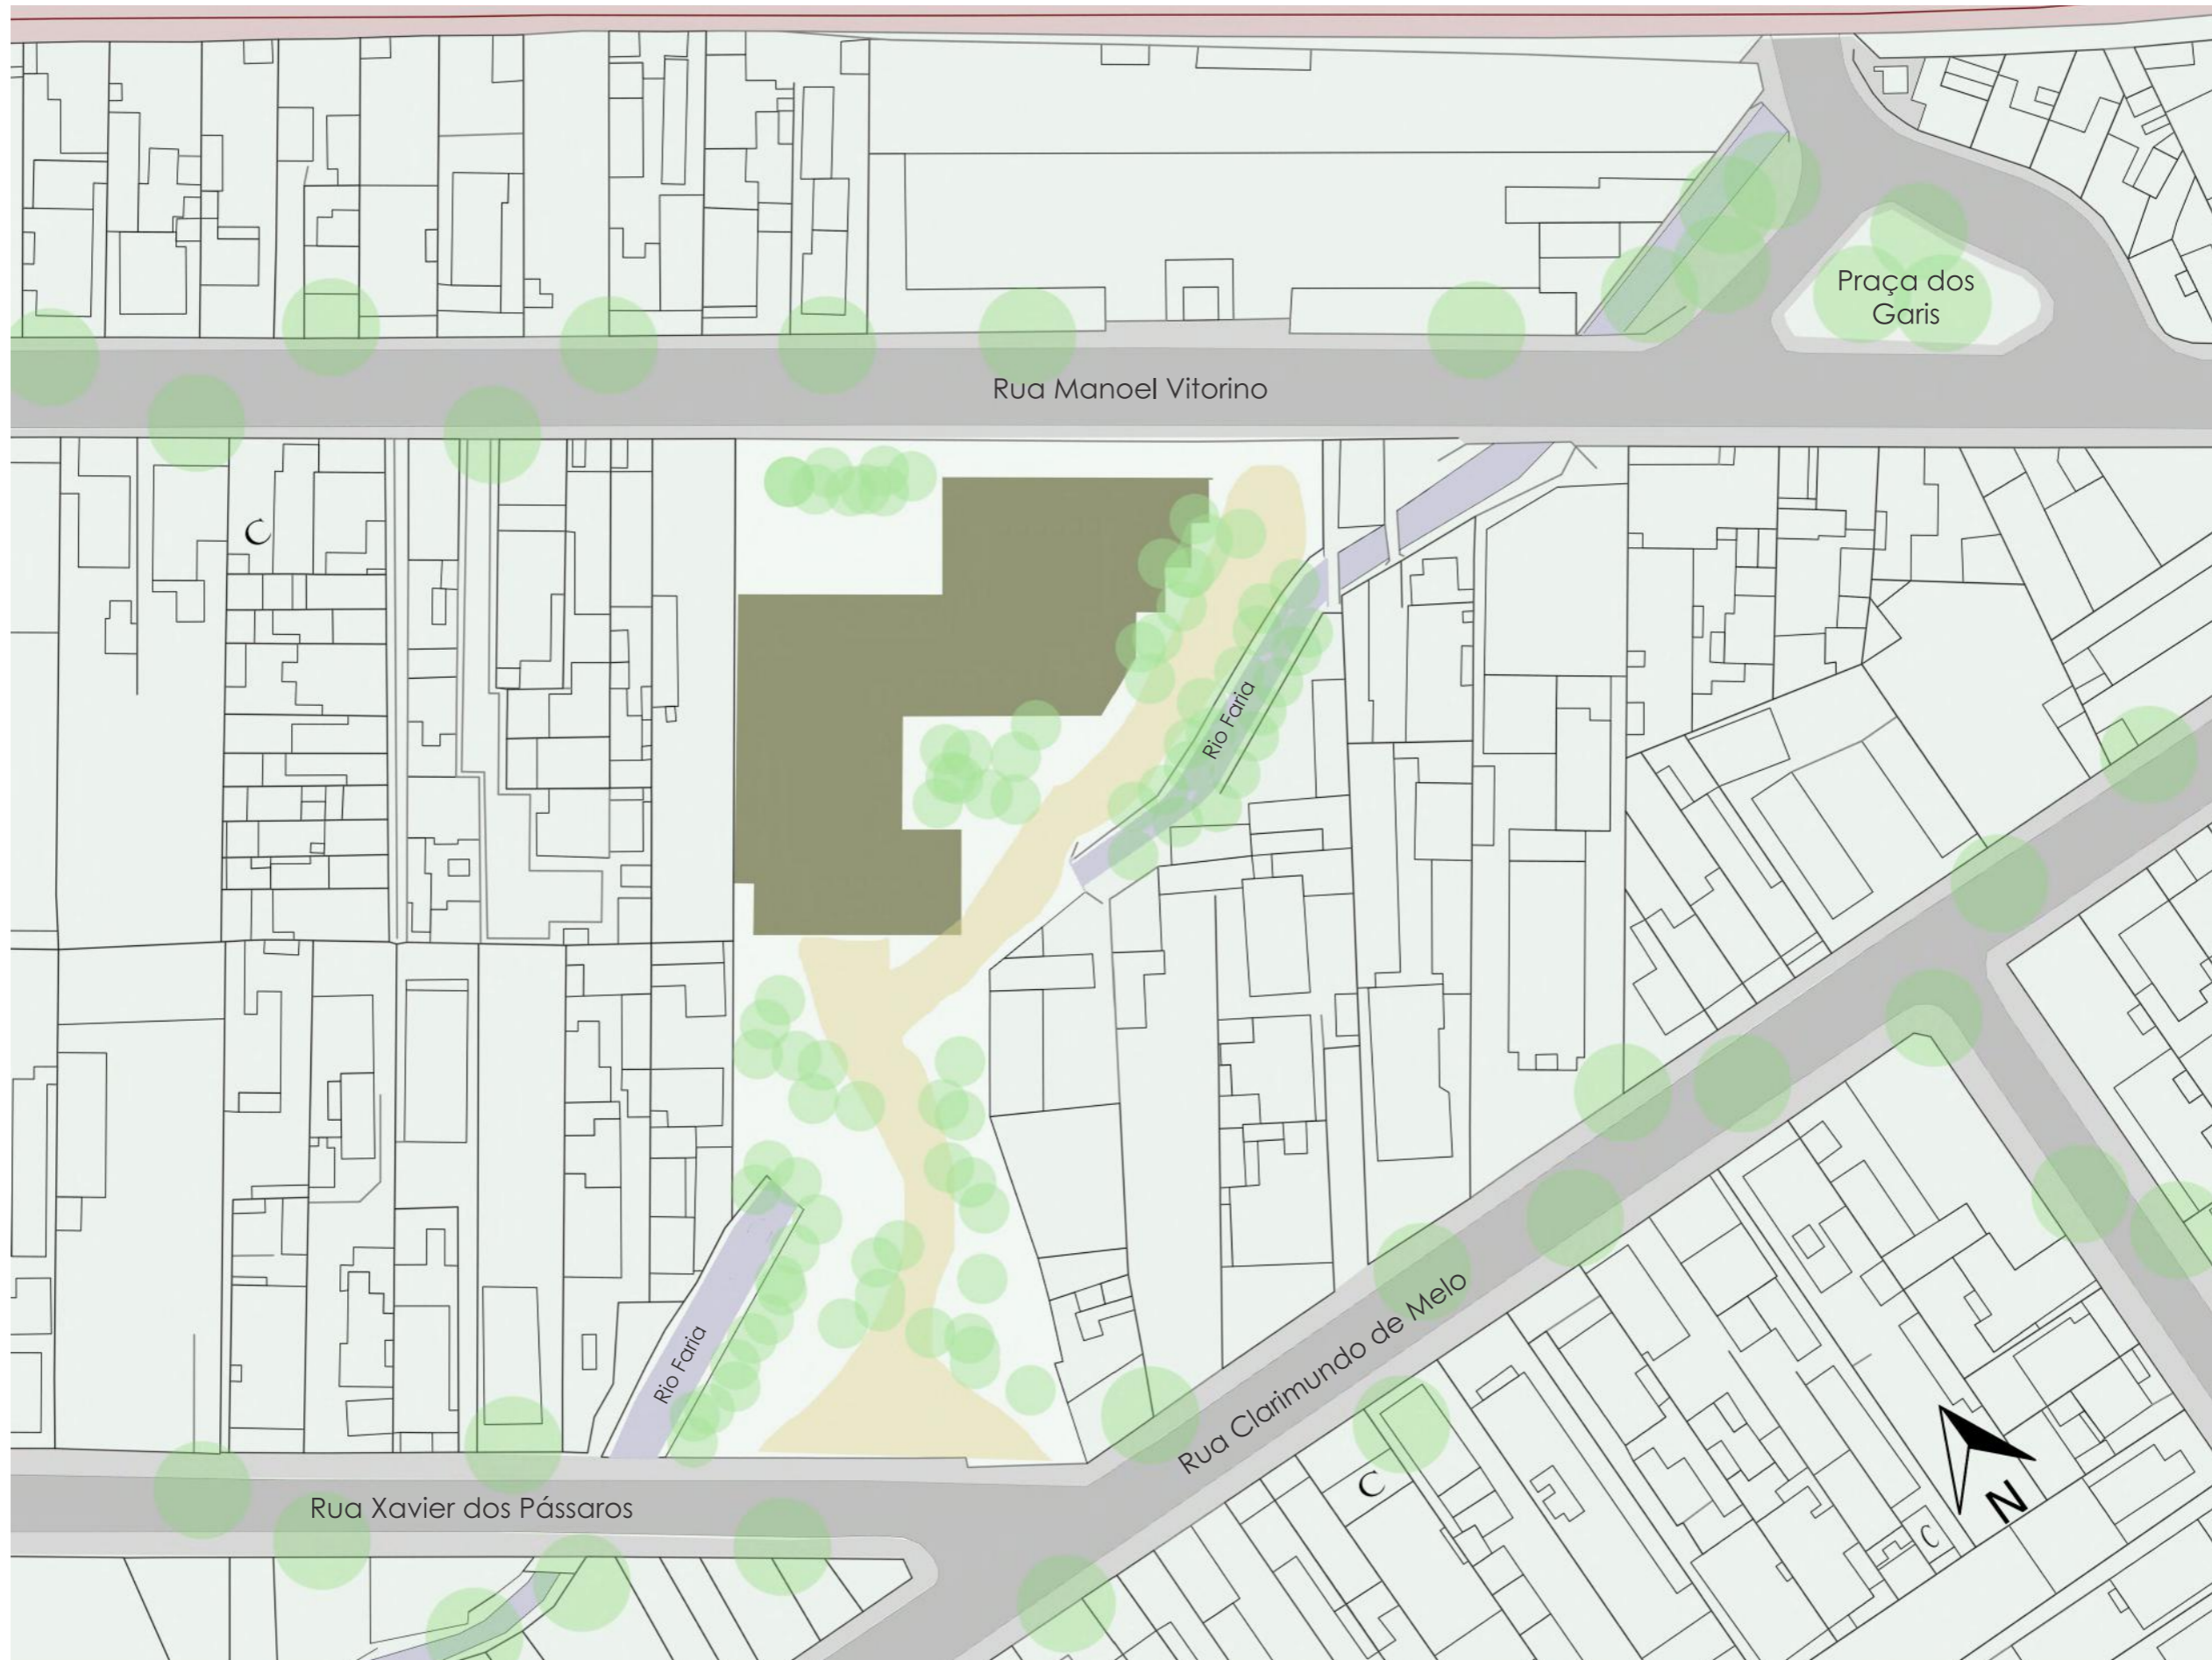 Praça dos
Garis
Rua Manoel Vitorino
C
Rio Faria
Rio Faria
Rua Clarimundo de Melo
C
N
Rua Xavier dos Pássaros
C